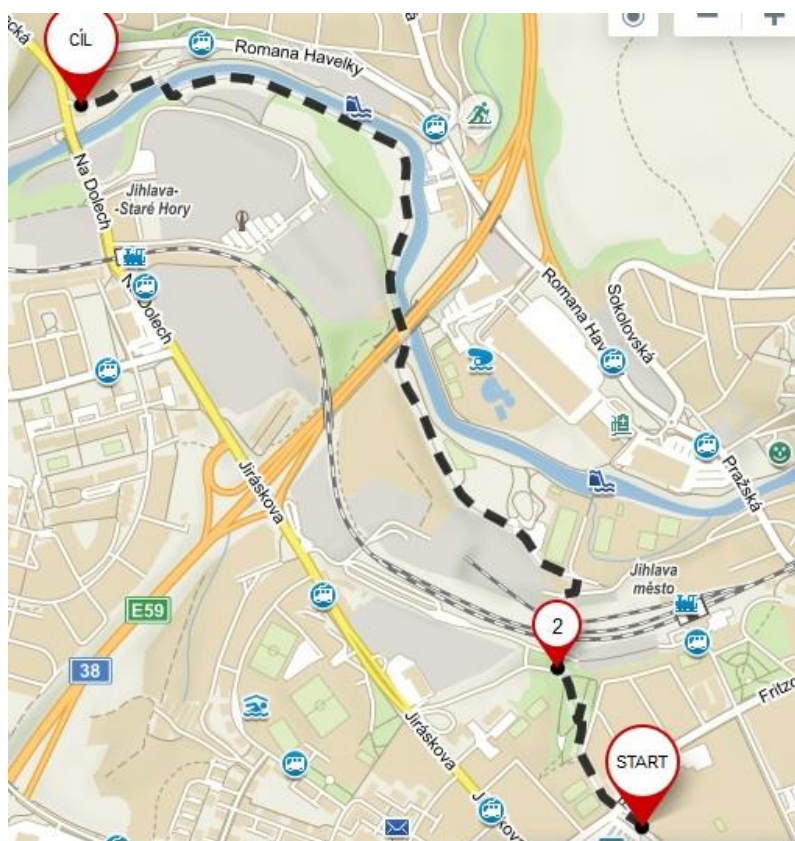 CÍL
Romana Havelky
Na Dolech
Jihlava-
-Staré Hory
Na Dolech
Romana Hav
Sokolovská
Pražská
Jiráskova
E59
38
Jihlava
město
2
Jiráskova
START